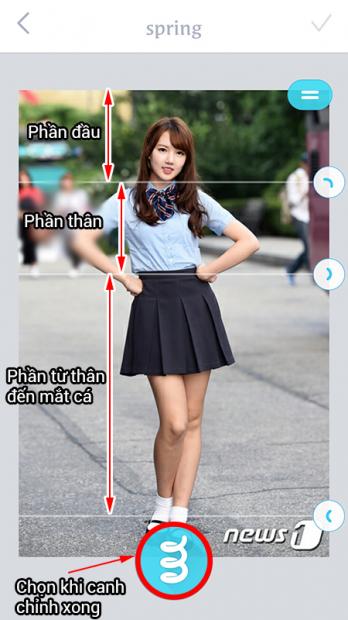 spring
Phần đầu
Phần thân
Phần từ thân
đến mắt cá
news1
Chọn khi canh
chỉnh xong